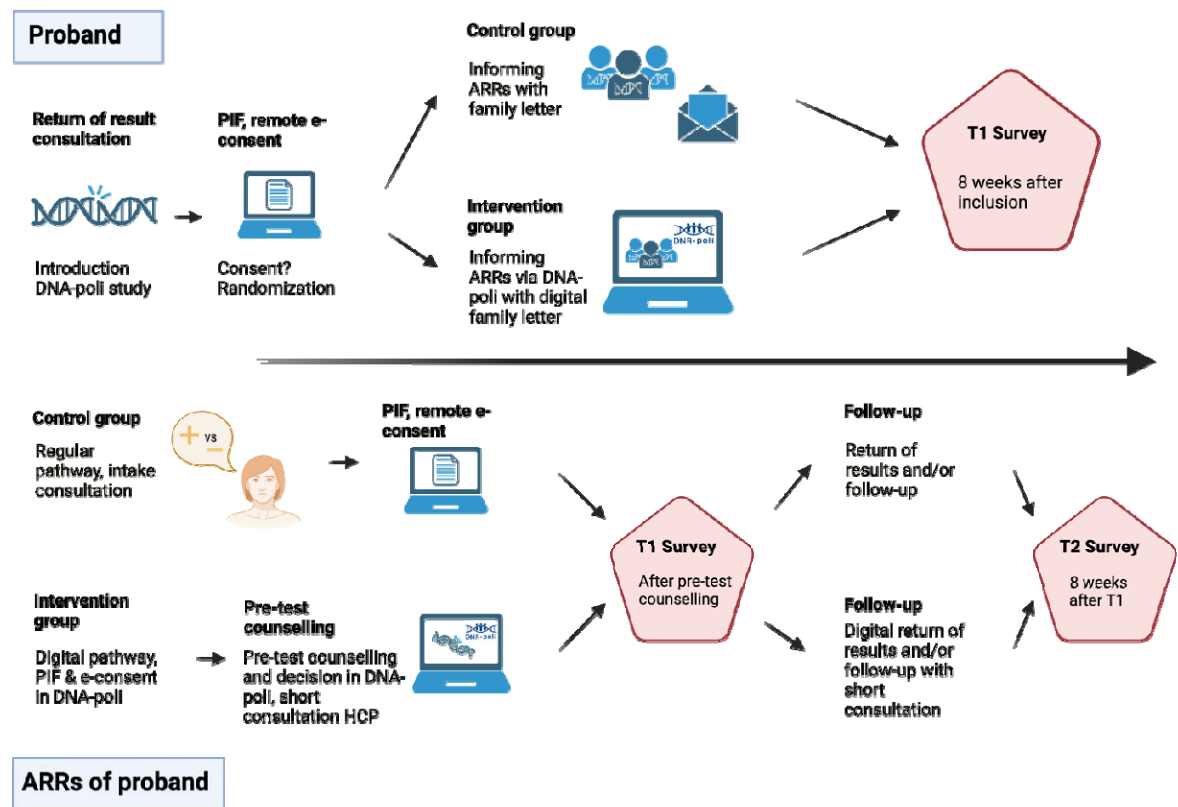 Proband
Return of result
consultation
Introduction
DNA-poli study
PIF, remote e-
consent
Consent?
Randomization
Control group
Informing
ARRs with
family letter
Intervention
group
Informing
ARRs via DNA-
poli with digital
family letter
DNA-poli
T1 Survey
8 weeks after
inclusion
Control group
Regular
pathway, intake
consultation
+ vs –
PIF, remote e-
consent
Intervention
group
Digital pathway,
PIF & e-consent
in DNA-poli
Pre-test
counselling
Pre-test counselling
and decision in DNA-
poli, short
consultation HCP
DNA-poli
T1 Survey
After pre-test
counselling
Follow-up
Return of
results and/or
follow-up
Follow-up
Digital return of
results and/or
follow-up with
short
consultation
T2 Survey
8 weeks
after T1
ARRs of proband